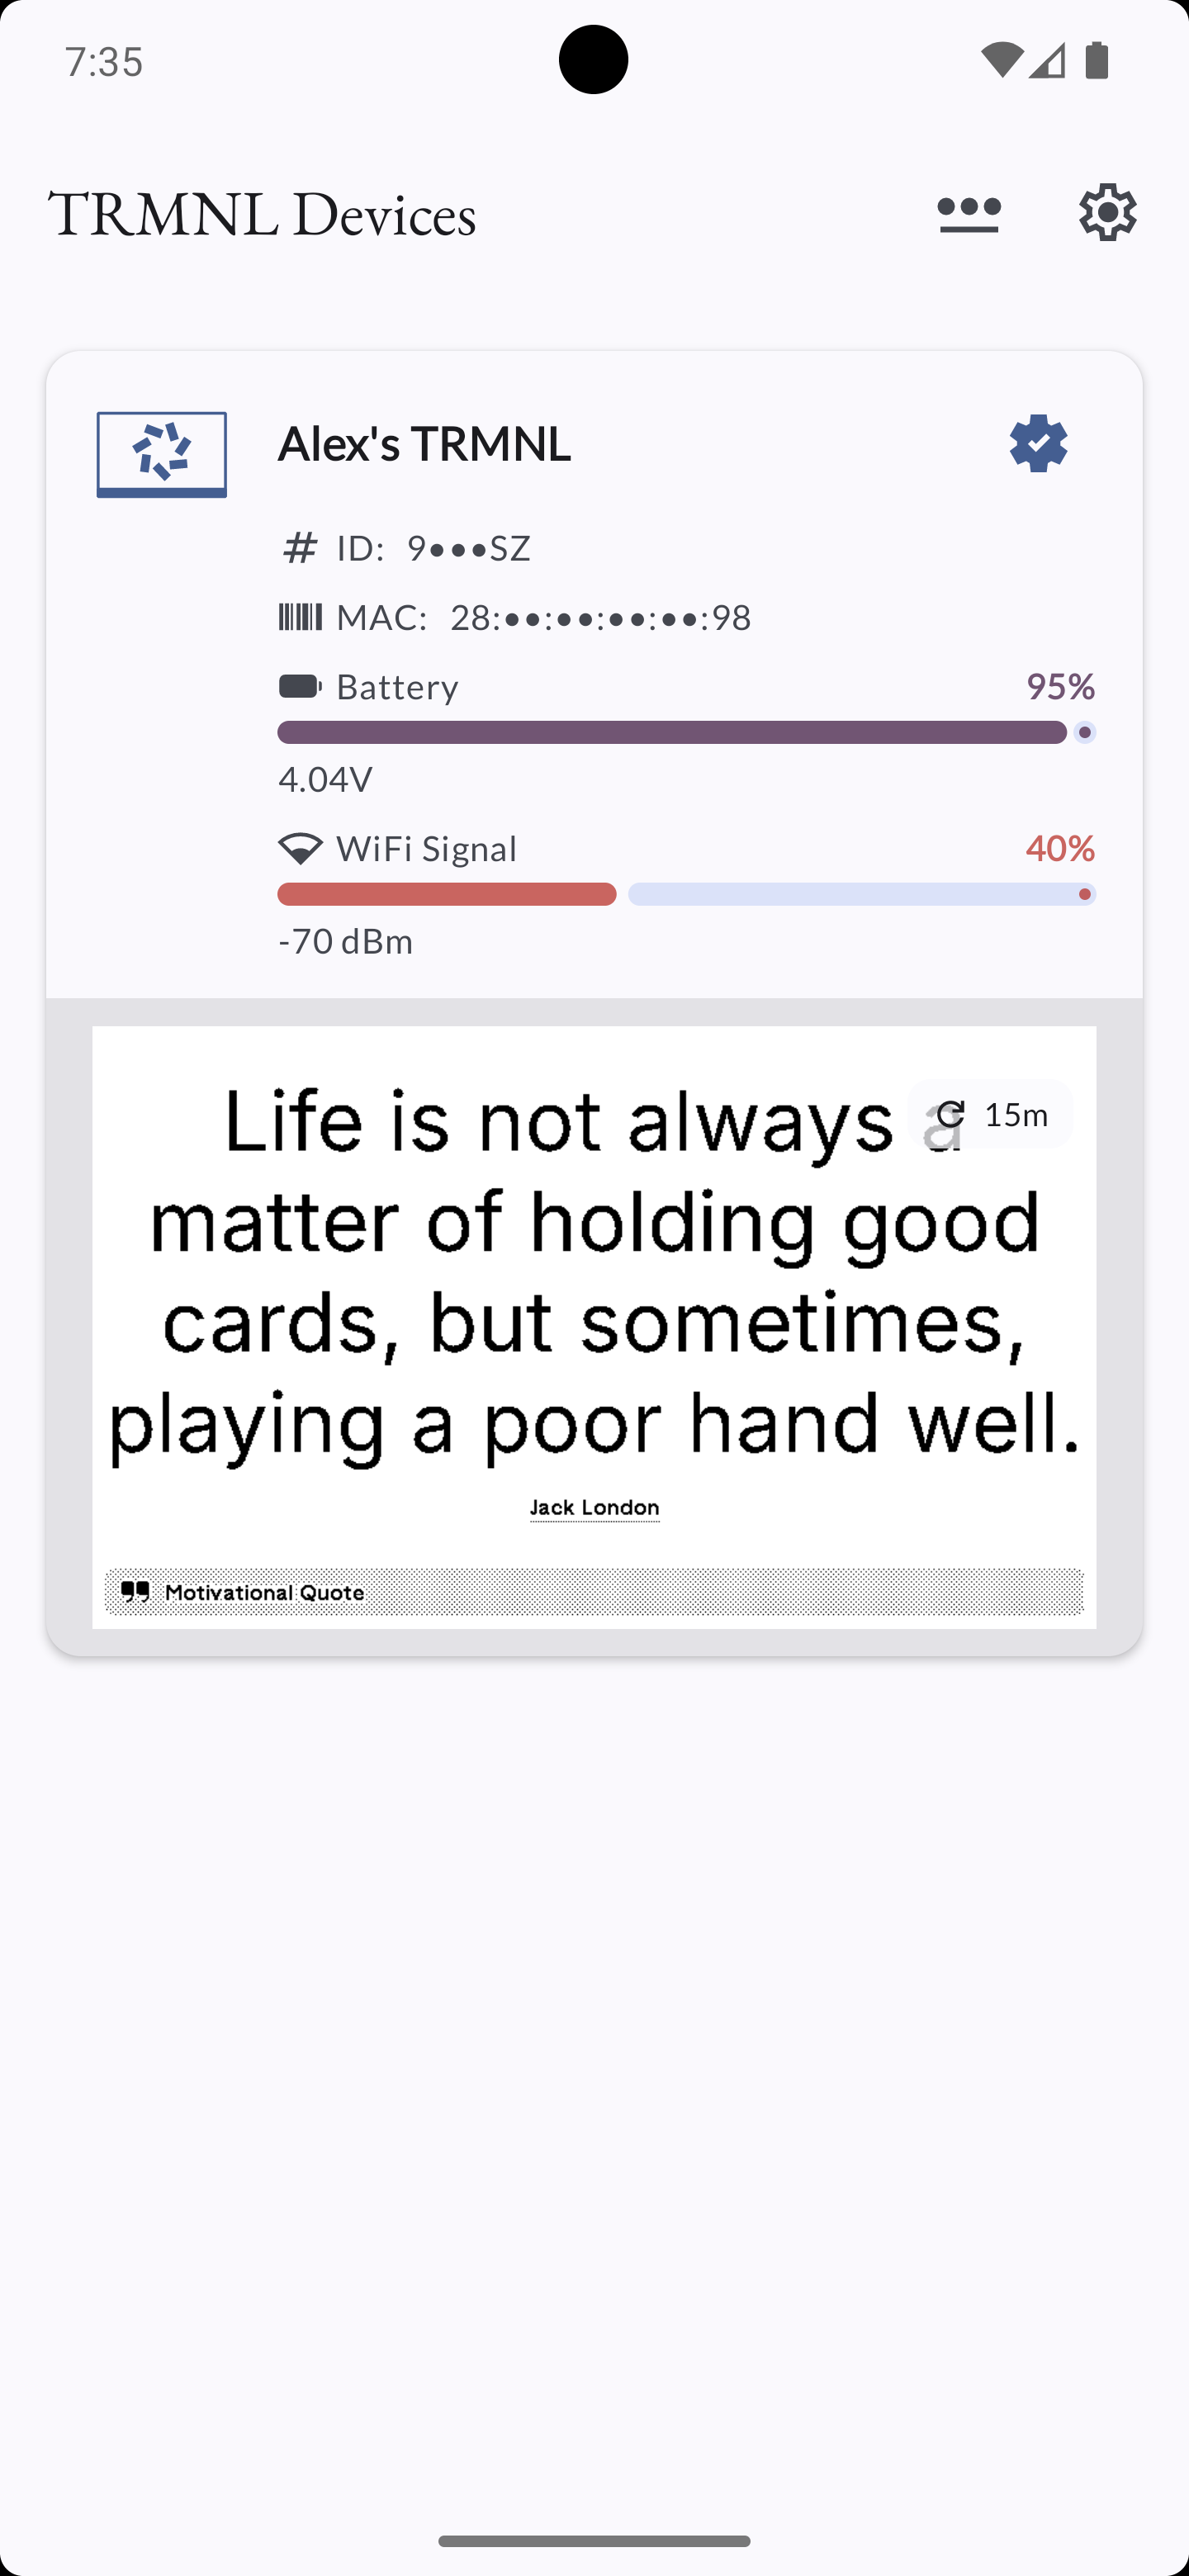 7:35
TRMNL Devices
Alex's TRMNL
# ID: 9•••SZ
MAC: 28:••:••:••:••:98
Battery 95%
4.04V
WiFi Signal 40%
-70 dBm
Life is not always a
15m
matter of holding good
cards, but sometimes,
playing a poor hand well.
Jack London
Motivational Quote